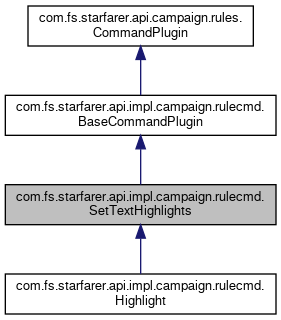 com.fs.starfarer.api.campaign.rules.
CommandPlugin
com.fs.starfarer.api.impl.campaign.rulecmd.
BaseCommandPlugin
com.fs.starfarer.api.impl.campaign.rulecmd.
SetTextHighlights
com.fs.starfarer.api.impl.campaign.rulecmd.
Highlight